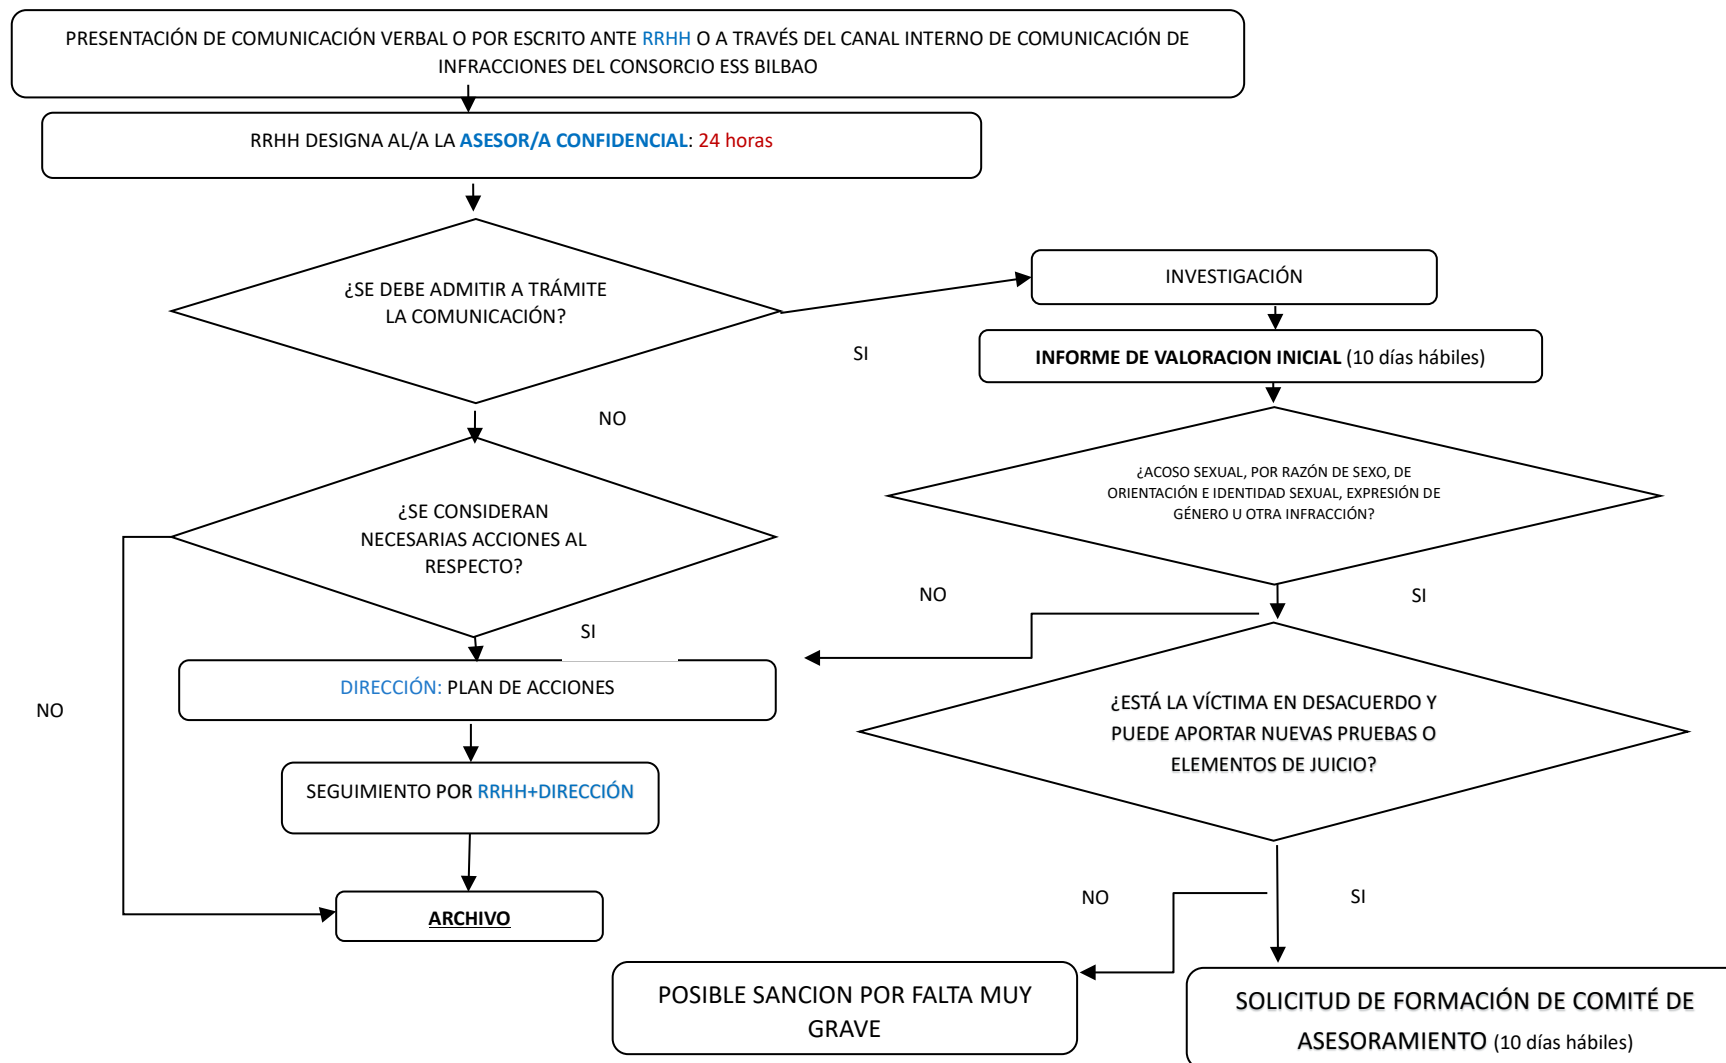 PRESENTACIÓN DE COMUNICACIÓN VERBAL O POR ESCRITO ANTE RRHH O A TRAVÉS DEL CANAL INTERNO DE COMUNICACIÓN DE
INFRACCIONES DEL CONSORCIO ESS BILBAO
RRHH DESIGNA AL/A LA ASESOR/A CONFIDENCIAL: 24 horas
¿SE DEBE ADMITIR A TRÁMITE
LA COMUNICACIÓN?
INVESTIGACIÓN
SI
INFORME DE VALORACION INICIAL (10 días hábiles)
NO
¿ACOSO SEXUAL, POR RAZÓN DE SEXO, DE
ORIENTACIÓN E IDENTIDAD SEXUAL, EXPRESIÓN DE
GÉNERO U OTRA INFRACCIÓN?
¿SE CONSIDERAN
NECESARIAS ACCIONES AL
RESPECTO?
NO
SI
SI
DIRECCIÓN: PLAN DE ACCIONES
NO
¿ESTÁ LA VÍCTIMA EN DESACUERDO Y
PUEDE APORTAR NUEVAS PRUEBAS O
ELEMENTOS DE JUICIO?
SEGUIMIENTO POR RRHH+DIRECCIÓN
NO
SI
ARCHIVO
POSIBLE SANCION POR FALTA MUY
GRAVE
SOLICITUD DE FORMACIÓN DE COMITÉ DE
ASESORAMIENTO (10 días hábiles)